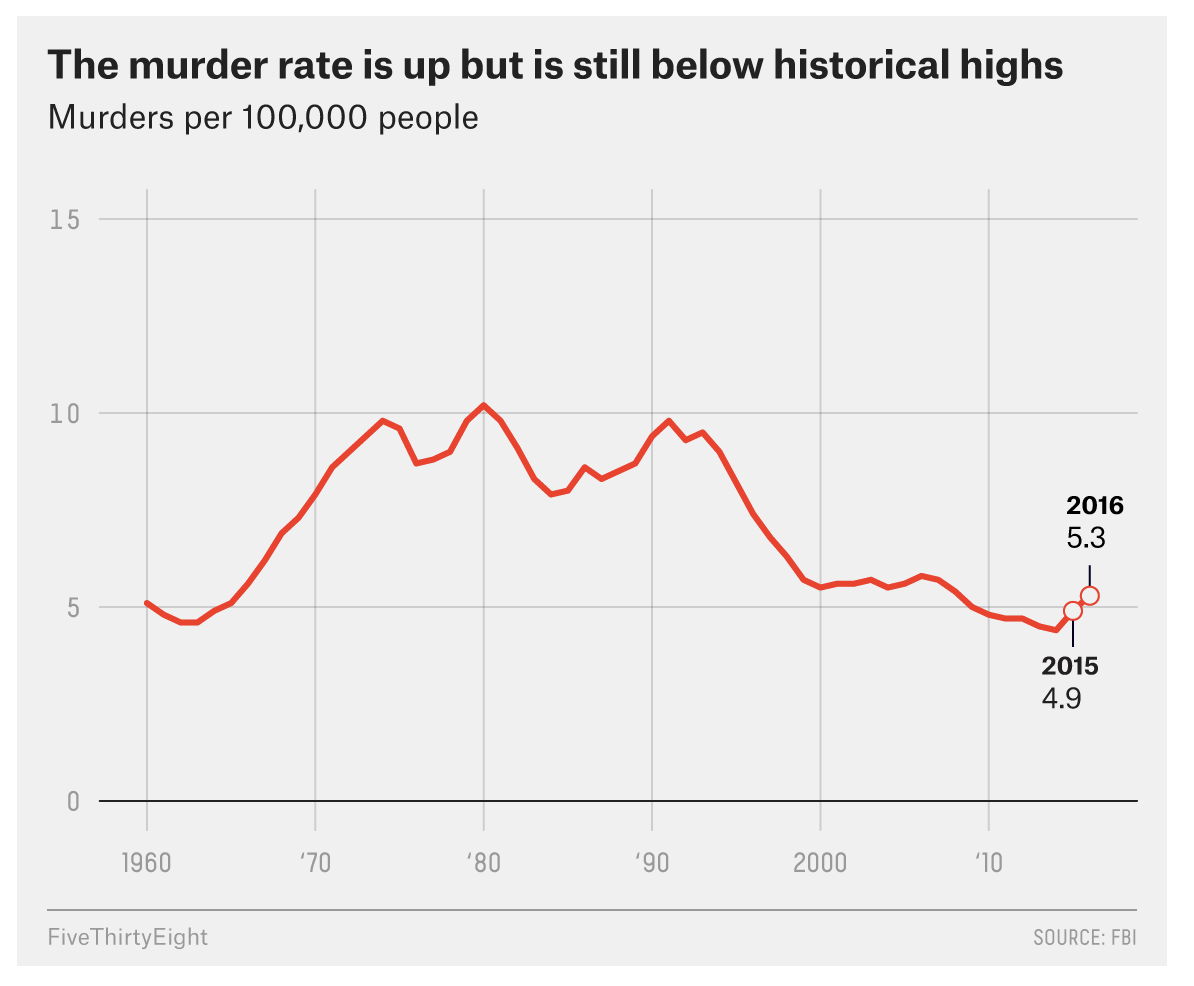 The murder rate is up but is still below historical highs
Murders per 100,000 people
15
10
2016
5.3
5
2015
4.9
0
1960 ‘70 ‘80 ‘90 2000 ‘10
FiveThirtyEight SOURCE: FBI